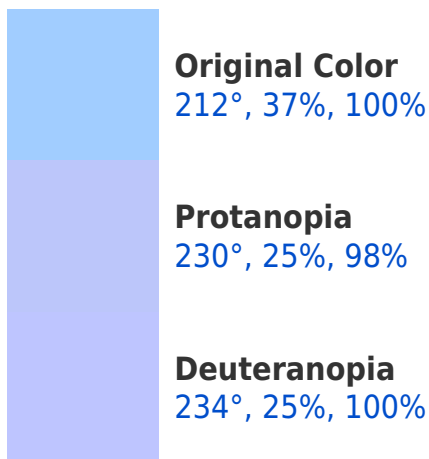 Original Color
212°, 37%, 100%
Protanopia
230°, 25%, 98%
Deuteranopia
234°, 25%, 100%